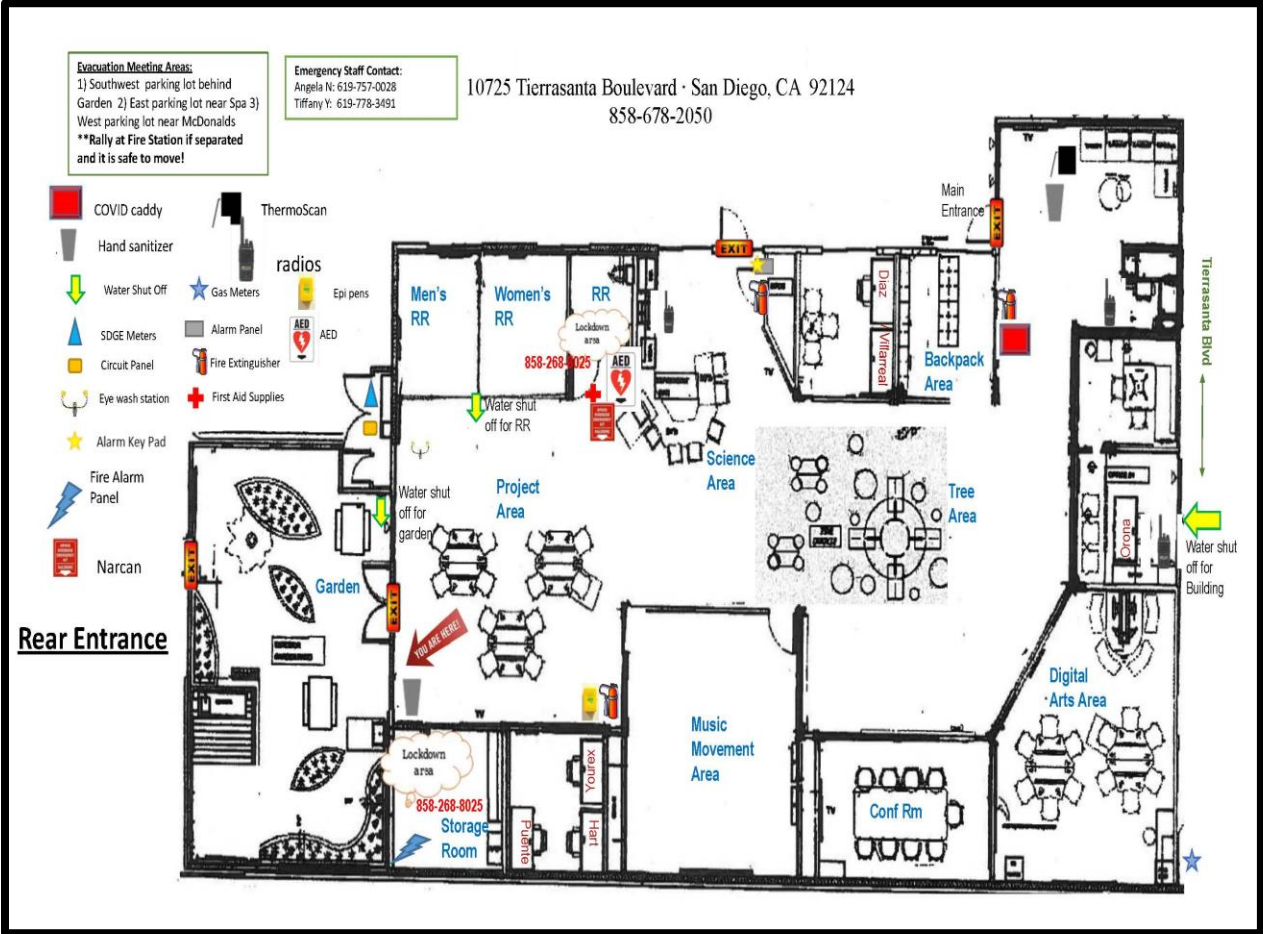 Evacuation Meeting Areas:
1) Southwest parking lot behind
Garden 2) East parking lot near Spa 3)
West parking lot near McDonalds
**Rally at Fire Station if separated
and it is safe to move!
Emergency Staff Contact:
Angela N: 619-757-0028
Tiffany Y: 619-778-3491
10725 Tierrasanta Boulevard · San Diego, CA 92124
858-678-2050
COVID caddy
ThermoScan
Hand sanitizer
radios
Water Shut Off
Gas Meters
Epi pens
SDGE Meters
Alarm Panel
AED
AED
Circuit Panel
Fire Extinguisher
Eye wash station
First Aid Supplies
Alarm Key Pad
Fire Alarm
Panel
Narcan
Rear Entrance
Main
Entrance
EXIT
EXIT
TV
Tierrasanta Blvd
Men's
RR
Women's
RR
RR
Lockdown
area
858-268-8025
AED
Water shut
off for RR
Diaz
Villarreal
TV
Backpack
Area
Science
Area
Project
Area
Tree
Area
Water shut
off for
garden
Orona
Water shut
off for
Building
EXIT
Garden
EXIT
YOU ARE HERE!
TV
Digital
Arts Area
Music
Movement
Area
Lockdown
area
858-268-8025
Storage
Room
Younex
Puente
Hart
TV
Conf Rm